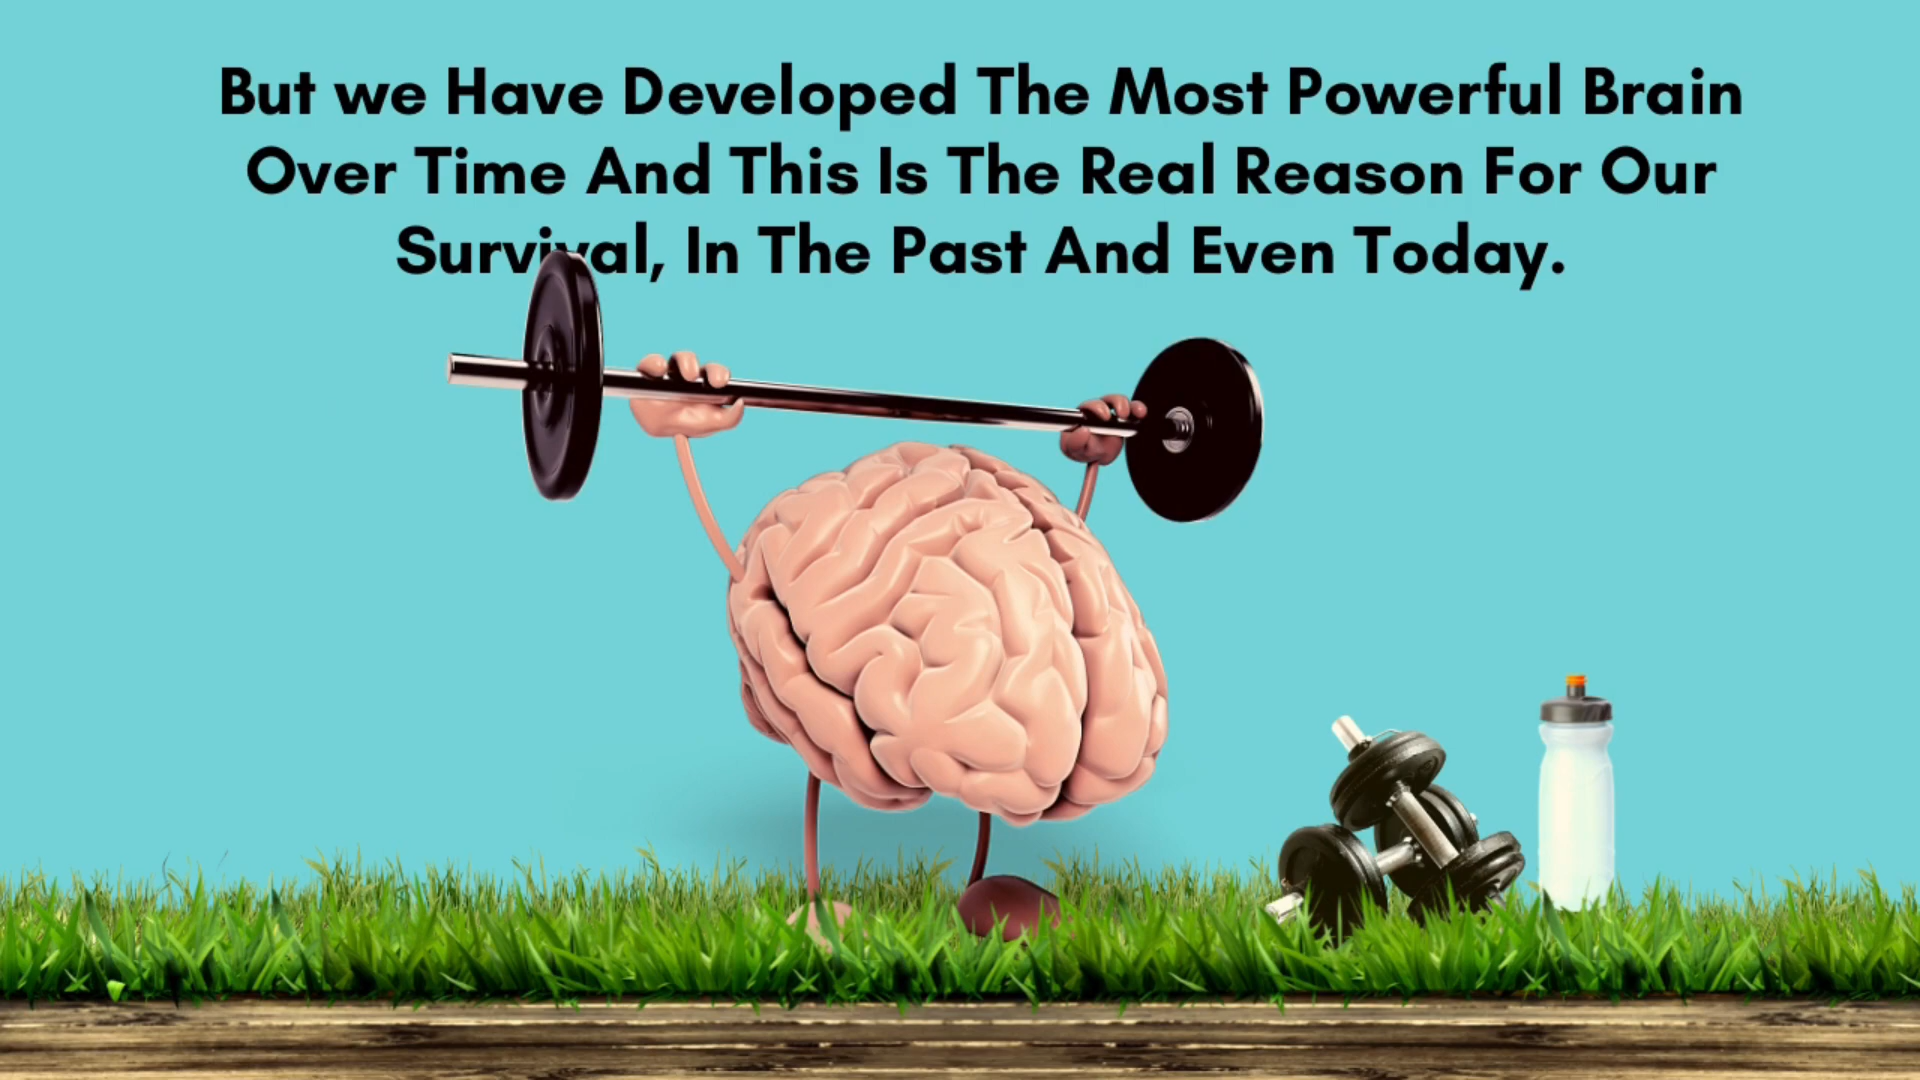 But we Have Developed The Most Powerful Brain
Over Time And This Is The Real Reason For Our
Survival, In The Past And Even Today.